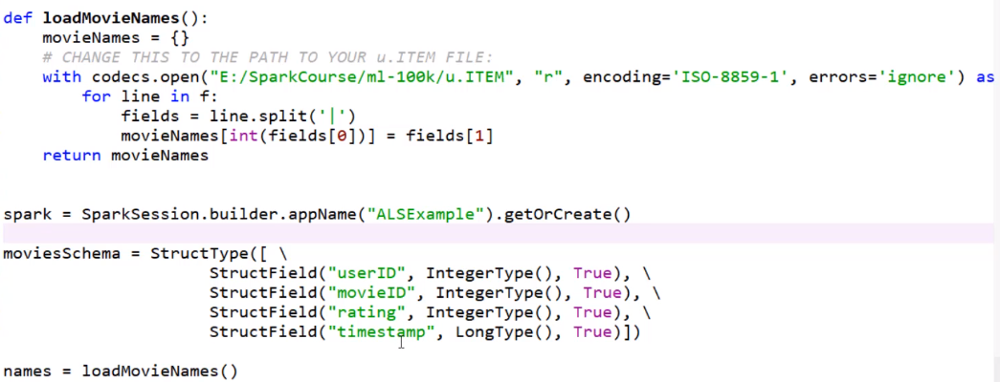 def loadMovieNames():
    movieNames = {}
    # CHANGE THIS TO THE PATH TO YOUR u.ITEM FILE:
    with codecs.open("E:/SparkCourse/ml-100k/u.ITEM", "r", encoding='ISO-8859-1', errors='ignore') as
        for line in f:
            fields = line.split('|')
            movieNames[int(fields[0])] = fields[1]
    return movieNames
spark = SparkSession.builder.appName("ALSExample").getOrCreate()
moviesSchema = StructType([ \
                     StructField("userID", IntegerType(), True), \
                     StructField("movieID", IntegerType(), True), \
                     StructField("rating", IntegerType(), True), \
                     StructField("timestamp", LongType(), True)])
names = loadMovieNames()